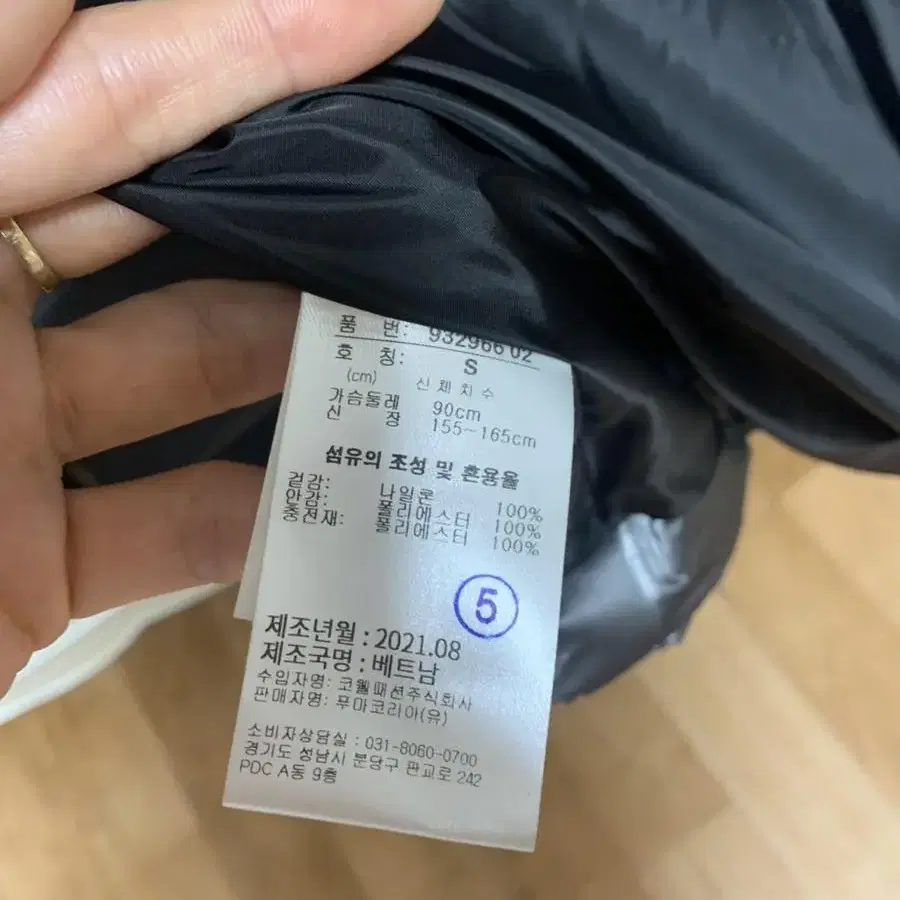 품 번: 932966 02
호 칭: S
(cm) 신체치수
가슴둘레 90cm
신 장 155~165cm
섬유의 조성 및 혼용율
겉감: 나일론 100%
안감: 폴리에스터 100%
충전재: 폴리에스터 100%
5
제조년월 : 2021.08
제조국명 : 베트남
수입자명: 코웰패션주식회사
판매자명: 푸마코리아(유)
소비자상담실 : 031-8060-0700
경기도 성남시 분당구 판교로 242
PDC A동 9층